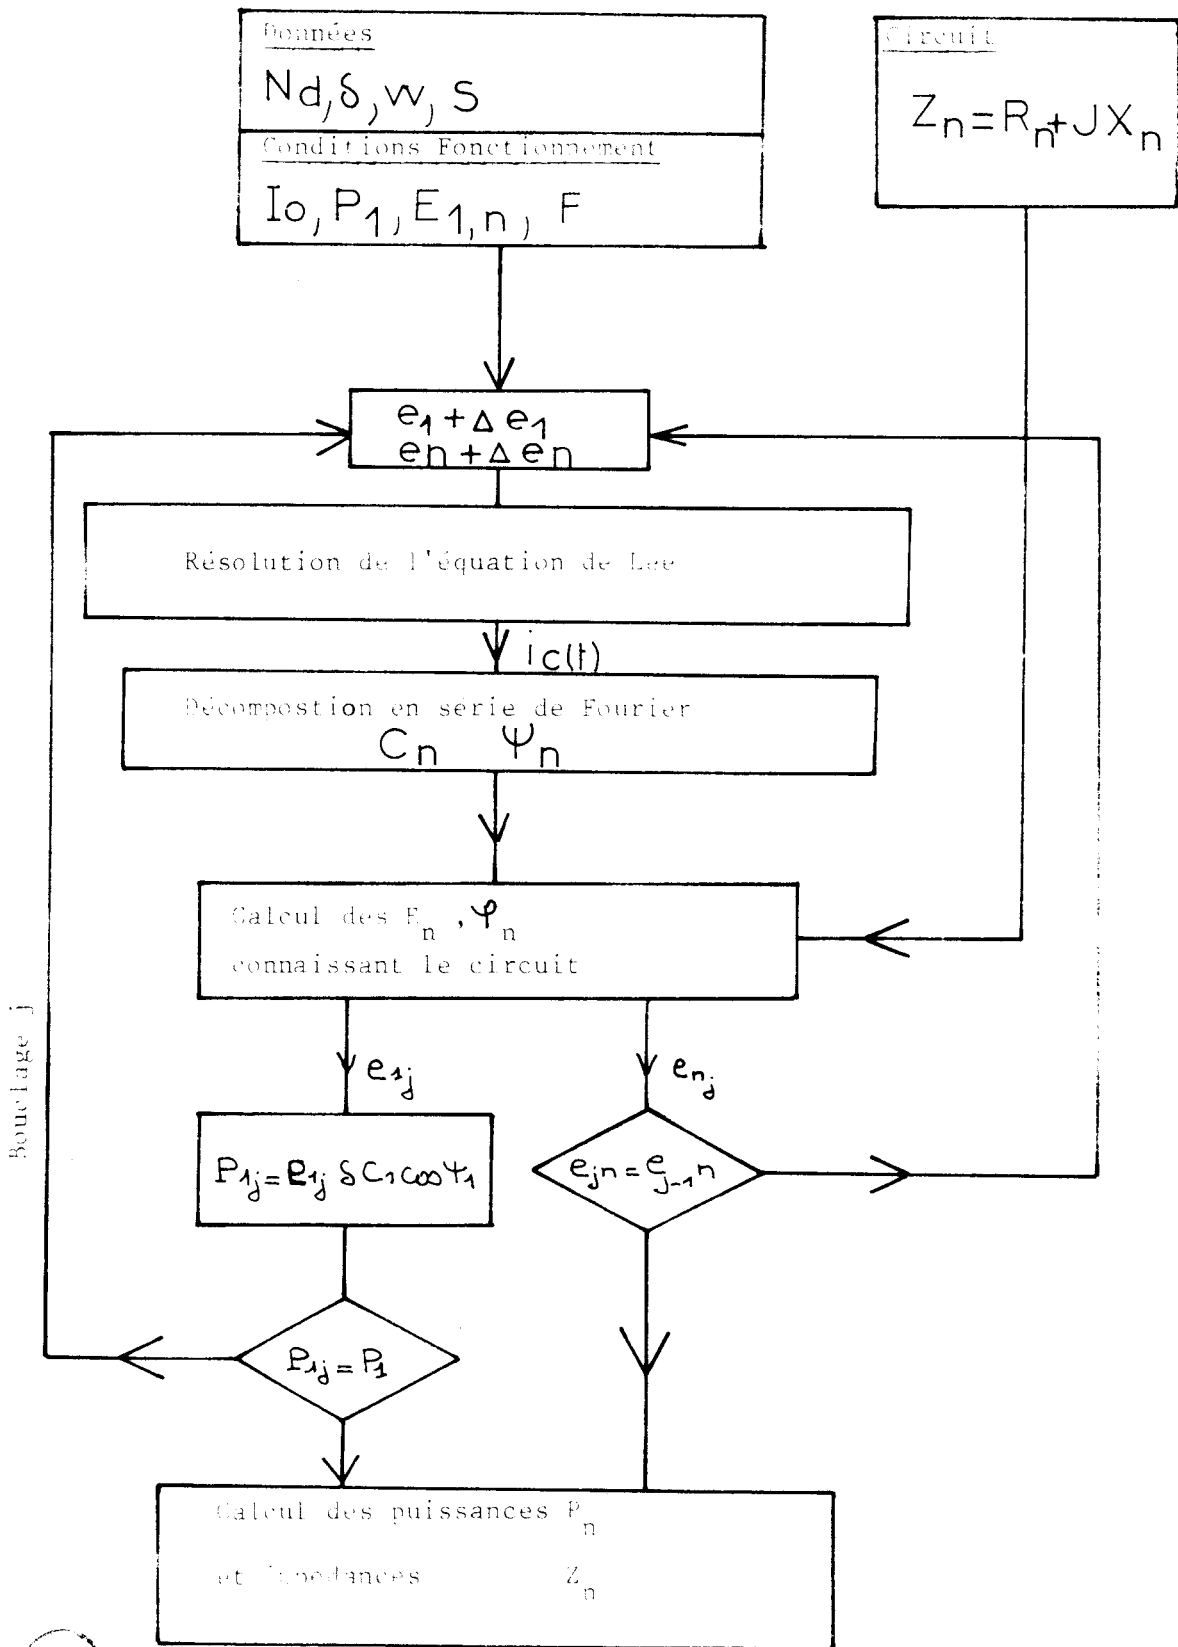 Données
Nd, δ, W, S
Conditions Fonctionnement
Io, P1, E1,n, F
Circuit
Zn = Rn + JXn
e1 + Δ e1
en + Δ en
Résolution de l'équation de Lee
ic(t)
Décompostion en série de Fourier
Cn Ψn
Calcul des En , φn
connaissant le circuit
e1j
enj
P1j = e1j δ C1 cos Ψ1
ejn = ej-1n
P1j = P1
Bouclage j
Calcul des puissances Pn
et impédances Zn